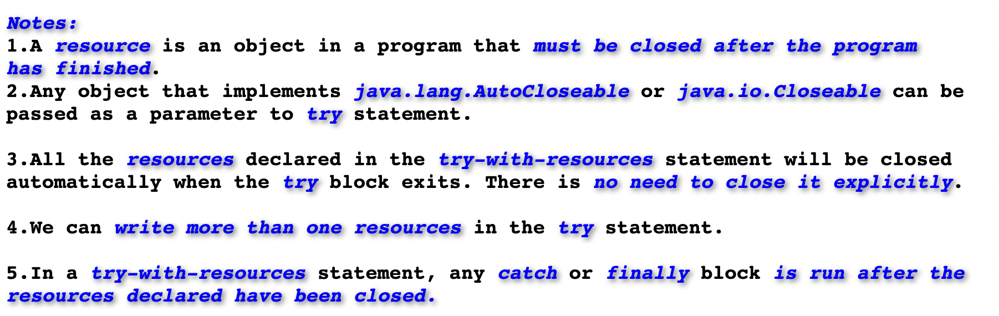 Notes:
1.A resource is an object in a program that must be closed after the program
has finished.
2.Any object that implements java.lang.AutoCloseable or java.io.Closeable can be
passed as a parameter to try statement.
3.All the resources declared in the try-with-resources statement will be closed
automatically when the try block exits. There is no need to close it explicitly.
4.We can write more than one resources in the try statement.
5.In a try-with-resources statement, any catch or finally block is run after the
resources declared have been closed.